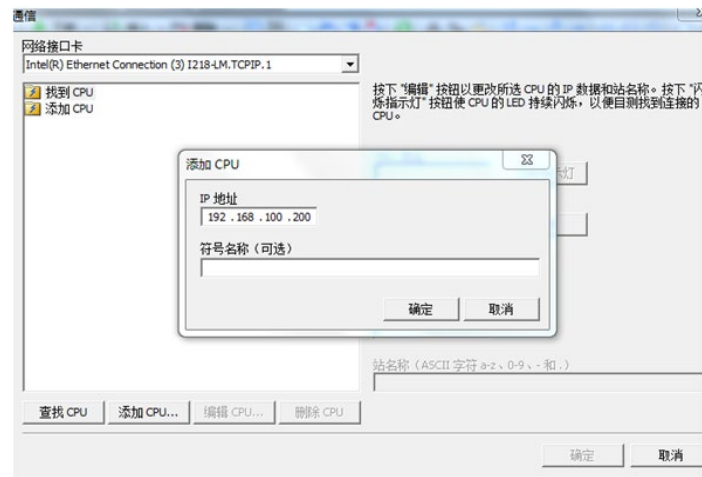 通信
网络接口卡
Intel(R) Ethernet Connection (3) I218-LM.TCPIP.1
找到 CPU
添加 CPU
按下 "编辑" 按钮以更改所选 CPU 的 IP 数据和站名称。按下 "闪
烁指示灯" 按钮使 CPU 的 LED 持续闪烁，以便目测找到连接的
CPU。
添加 CPU
示灯
IP 地址
192 . 168 . 100 . 200
符号名称（可选）
确定
取消
站名称（ASCII 字符 a-z、0-9、- 和 .）
查找 CPU
添加 CPU...
编辑 CPU...
删除 CPU
确定
取消